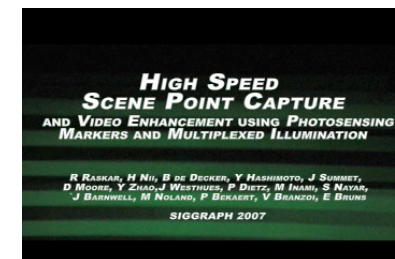 HIGH SPEED
SCENE POINT CAPTURE
AND VIDEO ENHANCEMENT USING PHOTOSENSING
MARKERS AND MULTIPLEXED ILLUMINATION
R RASKAR, H NII, B DE DECKER, Y HASHIMOTO, J SUMMET,
D MOORE, Y ZHAO,J WESTHUES, P DIETZ, M INAMI, S NAYAR,
J BARNWELL, M NOLAND, P BEKAERT, V BRANZOI, E BRUNS
SIGGRAPH 2007